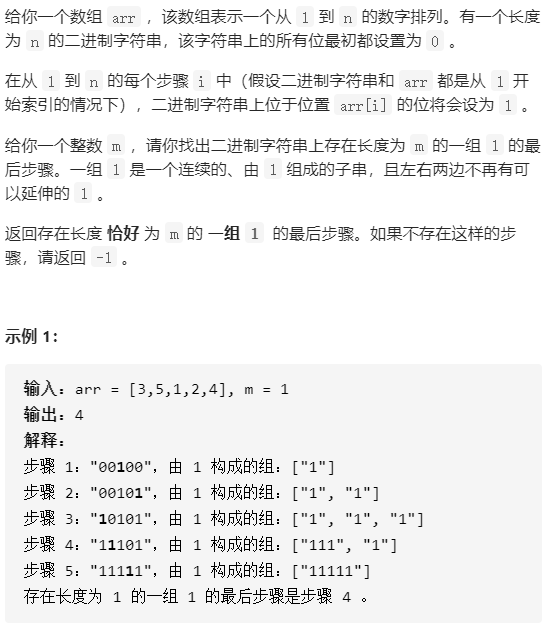 给你一个数组 arr ，该数组表示一个从 1 到 n 的数字排列。有一个长度
为 n 的二进制字符串，该字符串上的所有位最初都设置为 0 。
在从 1 到 n 的每个步骤 i 中（假设二进制字符串和 arr 都是从 1 开
始索引的情况下），二进制字符串上位于位置 arr[i] 的位将会设为 1 。
给你一个整数 m ，请你找出二进制字符串上存在长度为 m 的一组 1 的最
后步骤。一组 1 是一个连续的、由 1 组成的子串，且左右两边不再有可
以延伸的 1 。
返回存在长度 恰好 为 m 的 一组 1 的最后步骤。如果不存在这样的步
骤，请返回 -1 。
示例 1：
输入：arr = [3,5,1,2,4], m = 1
输出：4
解释：
步骤 1："00100"，由 1 构成的组：["1"]
步骤 2："00101"，由 1 构成的组：["1", "1"]
步骤 3："10101"，由 1 构成的组：["1", "1", "1"]
步骤 4："11101"，由 1 构成的组：["111", "1"]
步骤 5："11111"，由 1 构成的组：["11111"]
存在长度为 1 的一组 1 的最后步骤是步骤 4 。